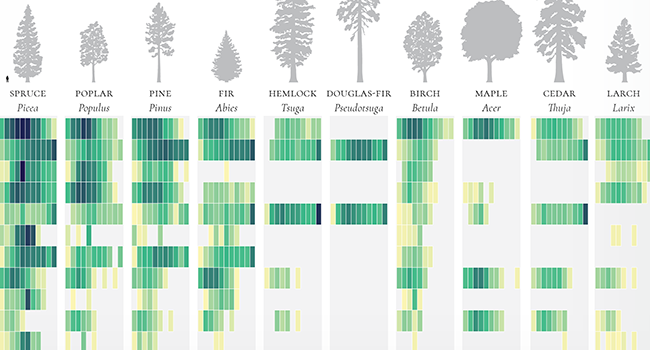 SPRUCE POPLAR PINE FIR HEMLOCK DOUGLAS-FIR BIRCH MAPLE CEDAR LARCH
Picea Populus Pinus Abies Tsuga Pseudotsuga Betula Acer Thuja Larix